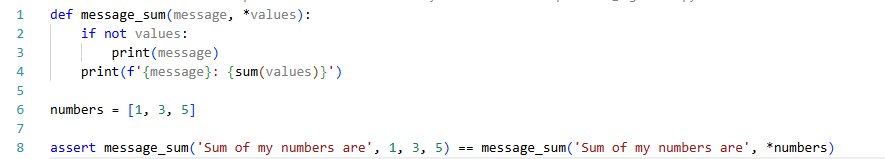 1 def message_sum(message, *values):
2 if not values:
3 print(message)
4 print(f'{message}: {sum(values)}')
5
6 numbers = [1, 3, 5]
7
8 assert message_sum('Sum of my numbers are', 1, 3, 5) == message_sum('Sum of my numbers are', *numbers)